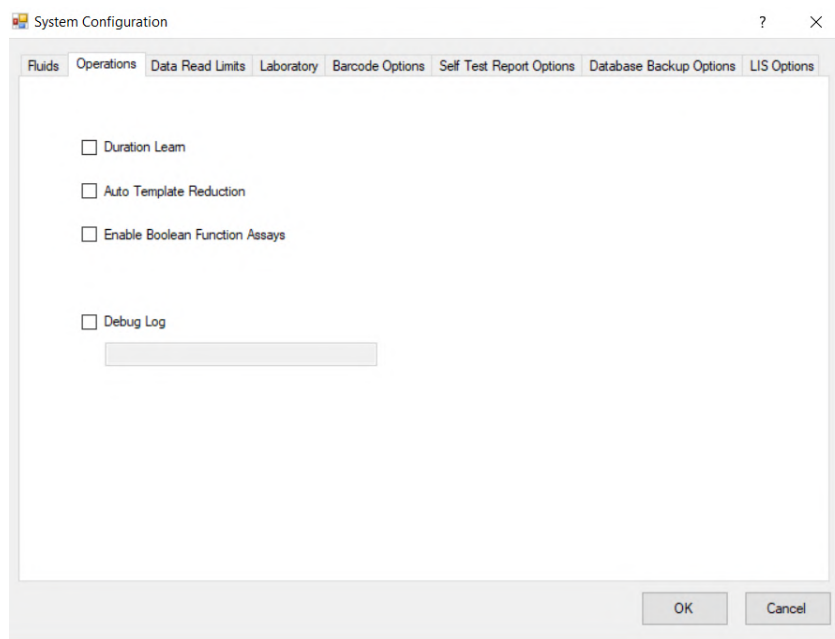 System Configuration
?
Fluids Operations Data Read Limits Laboratory Barcode Options Self Test Report Options Database Backup Options LIS Options
Duration Learn
Auto Template Reduction
Enable Boolean Function Assays
Debug Log
OK Cancel